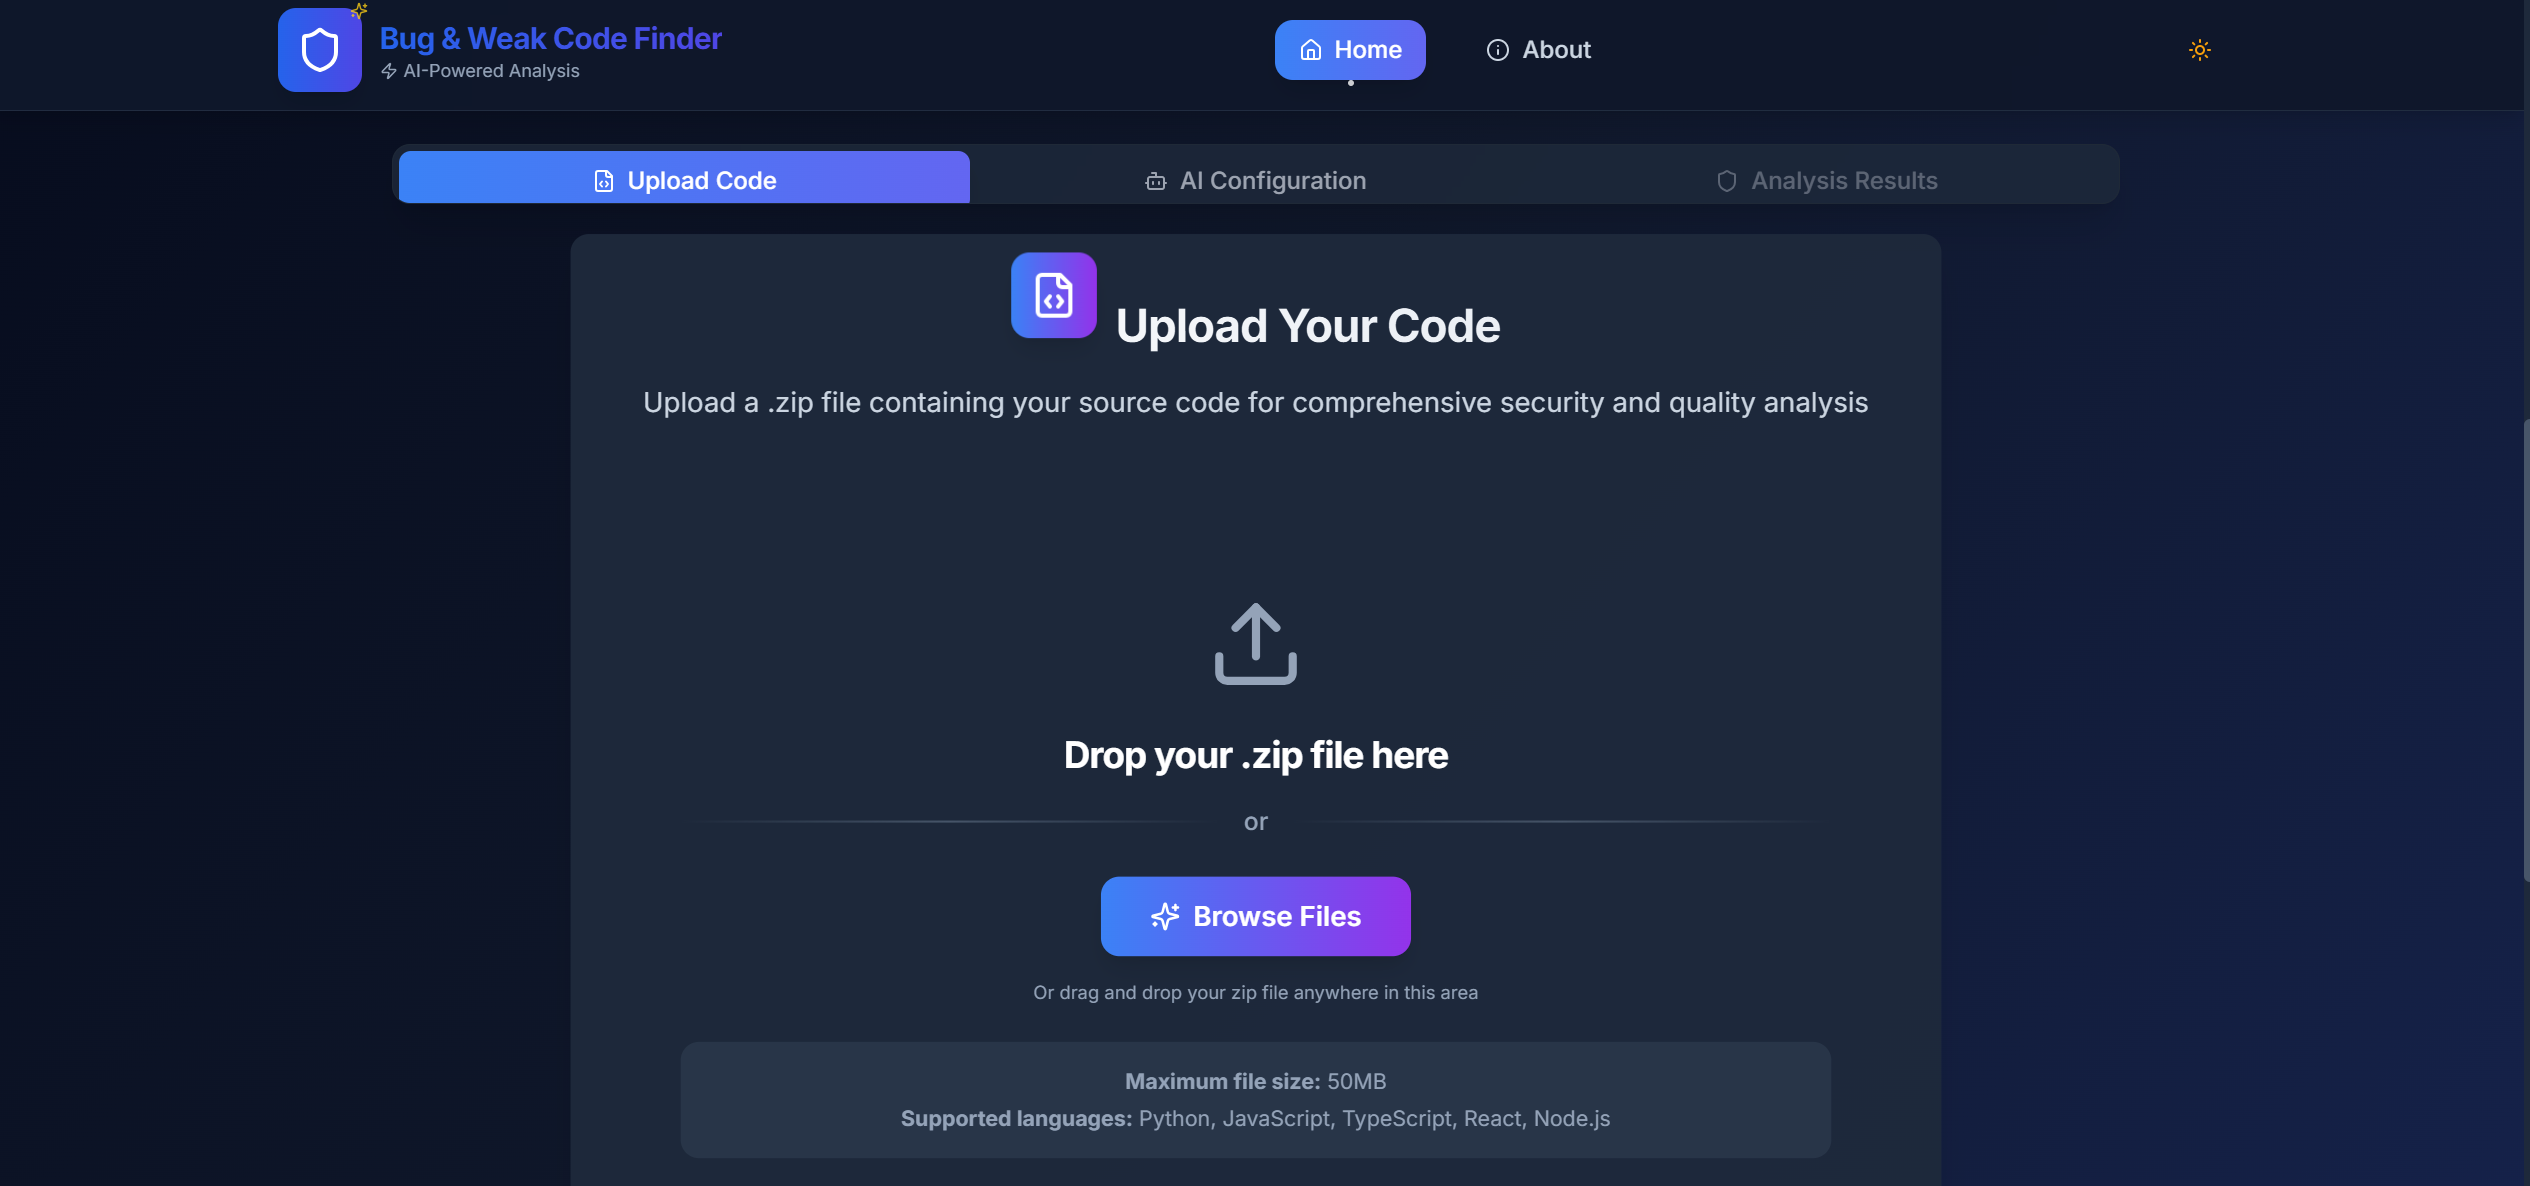 Bug & Weak Code Finder
AI-Powered Analysis
Home
About
Upload Code
AI Configuration
Analysis Results
Upload Your Code
Upload a .zip file containing your source code for comprehensive security and quality analysis
Drop your .zip file here
or
Browse Files
Or drag and drop your zip file anywhere in this area
Maximum file size: 50MB
Supported languages: Python, JavaScript, TypeScript, React, Node.js